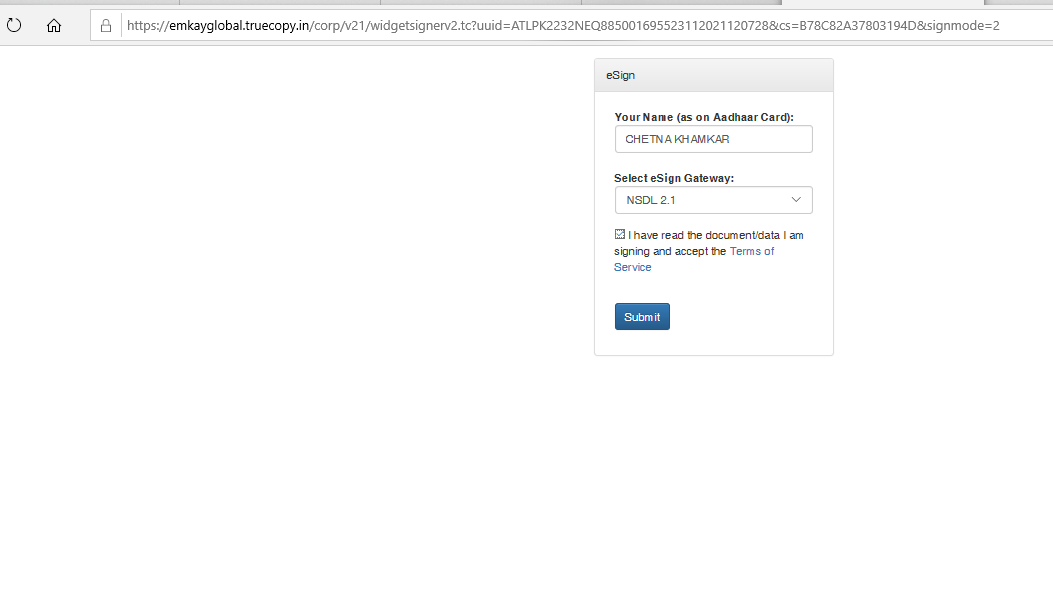 https://emkayglobal.truecopy.in/corp/v21/widgetsignerv2.tc?uuid=ATLPK2232NEQ885001695523112021120728&cs=B78C82A37803194D&signmode=2
eSign
Your Name (as on Aadhaar Card):
CHETNA KHAMKAR
Select eSign Gateway:
NSDL 2.1
I have read the document/data I am
signing and accept the Terms of
Service
Submit